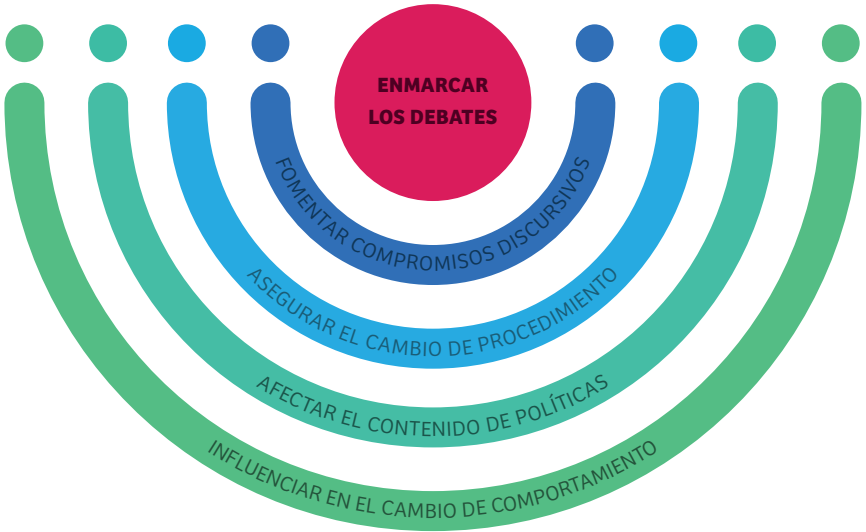 ENMARCAR
LOS DEBATES
FOMENTAR COMPROMISOS DISCURSIVOS
ASEGURAR EL CAMBIO DE PROCEDIMIENTO
AFECTAR EL CONTENIDO DE POLÍTICAS
INFLUENCIAR EN EL CAMBIO DE COMPORTAMIENTO